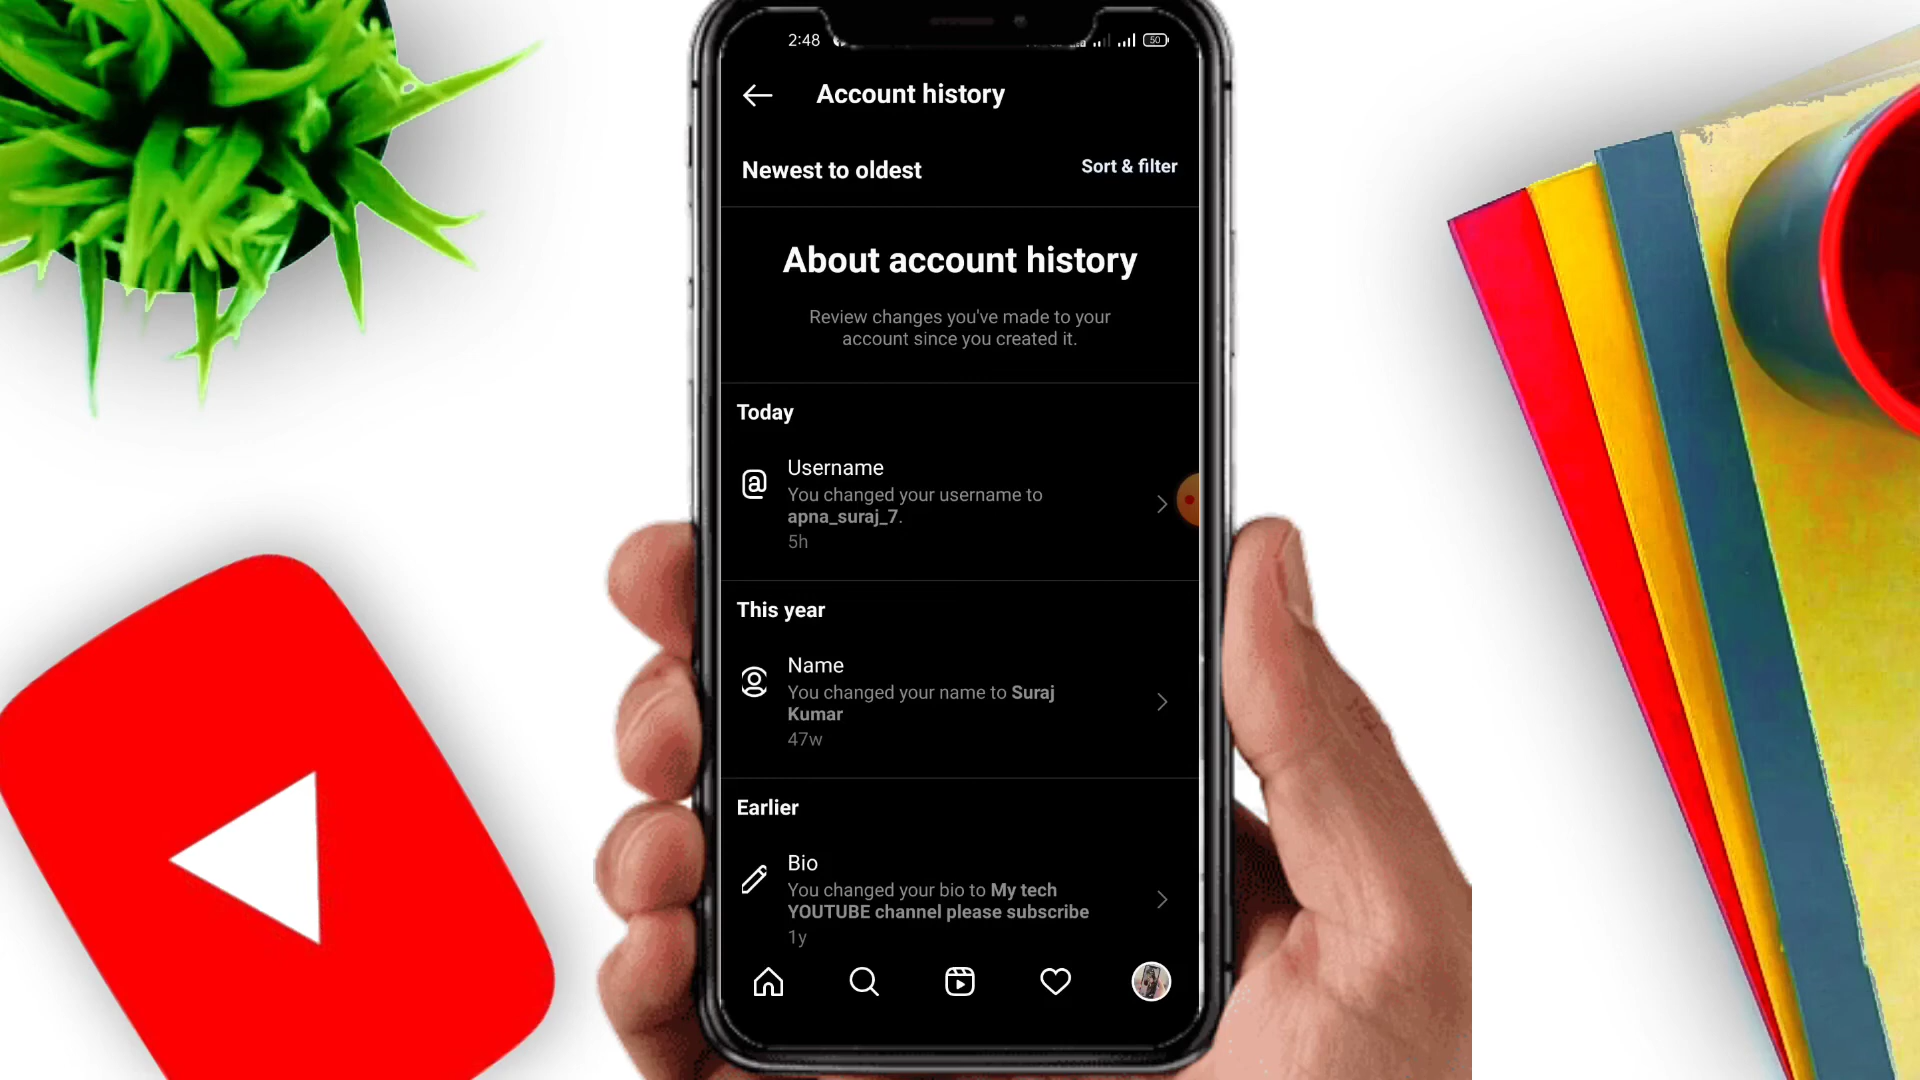 2:48
50
Account history
Newest to oldest
Sort & filter
About account history
Review changes you've made to your
account since you created it.
Today
Username
You changed your username to
apna_suraj_7.
5h
This year
Name
You changed your name to Suraj
Kumar
47w
Earlier
Bio
You changed your bio to My tech
YOUTUBE channel please subscribe
1y